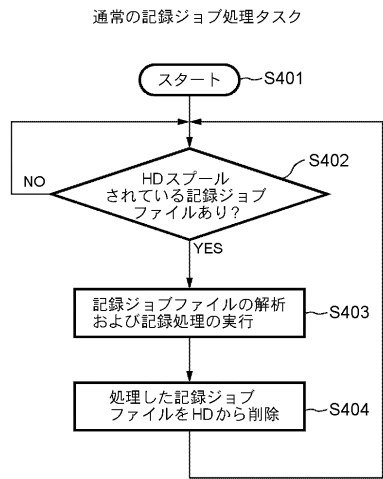 通常の記録ジョブ処理タスク
スタート
S401
S402
HDスプール
されている記録ジョブ
ファイルあり？
NO
YES
記録ジョブファイルの解析
および記録処理の実行
S403
処理した記録ジョブ
ファイルをHDから削除
S404